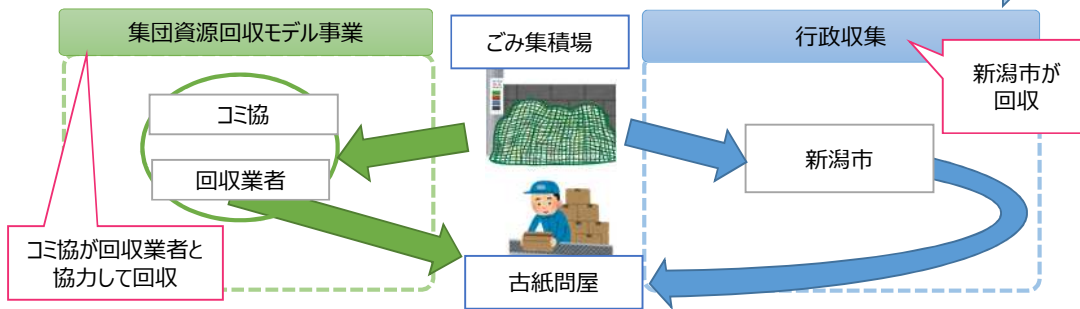 集団資源回収モデル事業
コミ協
回収業者
コミ協が回収業者と
協力して回収
ごみ集積場
古紙問屋
行政収集
新潟市が
回収
新潟市